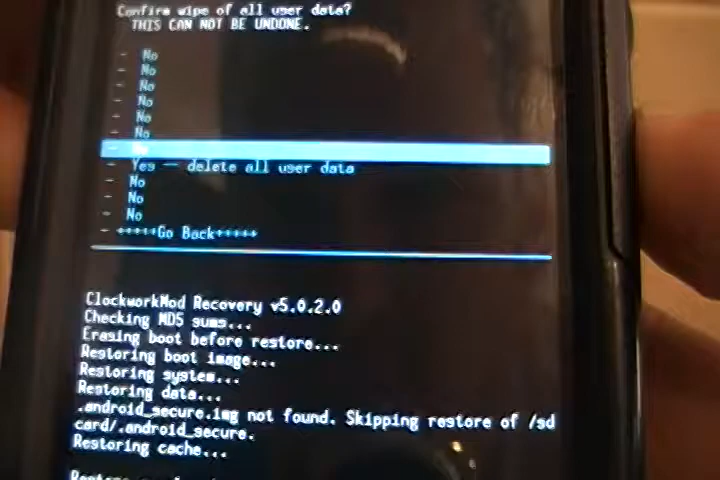 Confirm wipe of all user data?
THIS CAN NOT BE UNDONE.
- No
- No
- No
- No
- No
- No
- No
- Yes -- delete all user data
- No
- No
- No
- +++++Go Back+++++
ClockworkMod Recovery v5.0.2.0
Checking MD5 sums...
Erasing boot before restore...
Restoring boot image...
Restoring system...
Restoring data...
.android_secure.img not found. Skipping restore of /sd
card/.android_secure.
Restoring cache...